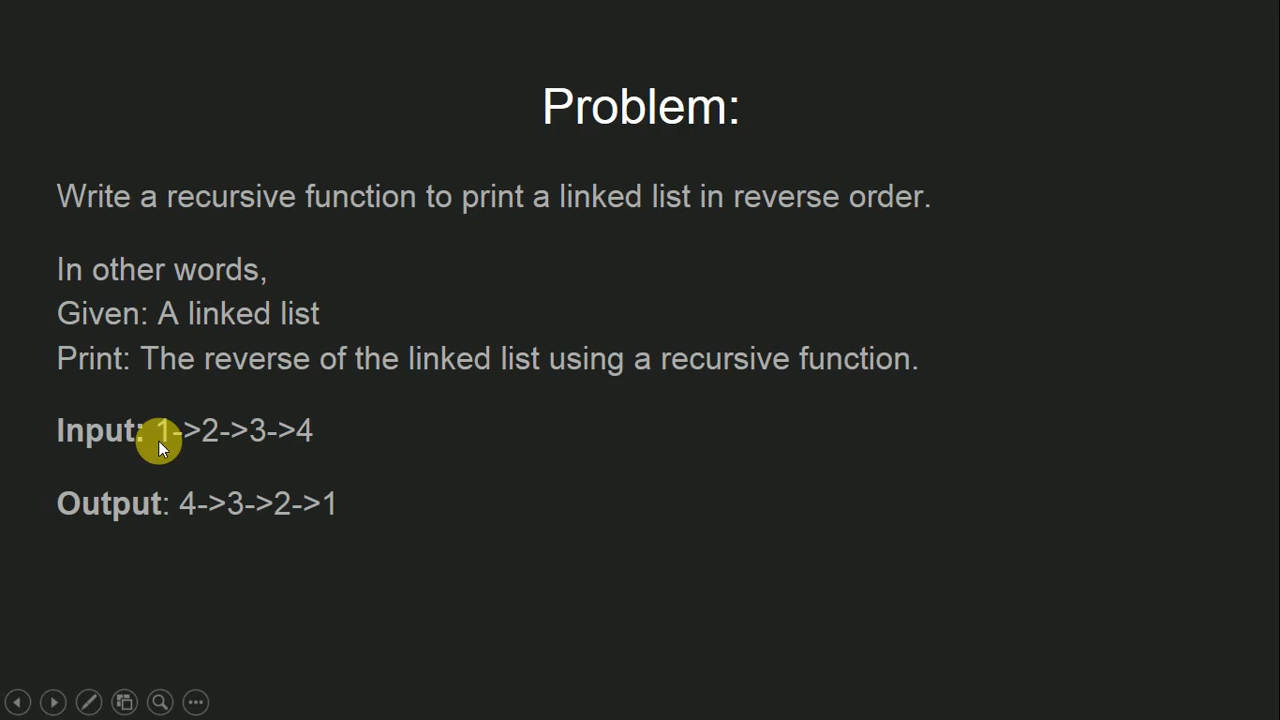 Problem:
Write a recursive function to print a linked list in reverse order.
In other words,
Given: A linked list
Print: The reverse of the linked list using a recursive function.
Input: 1->2->3->4
Output: 4->3->2->1